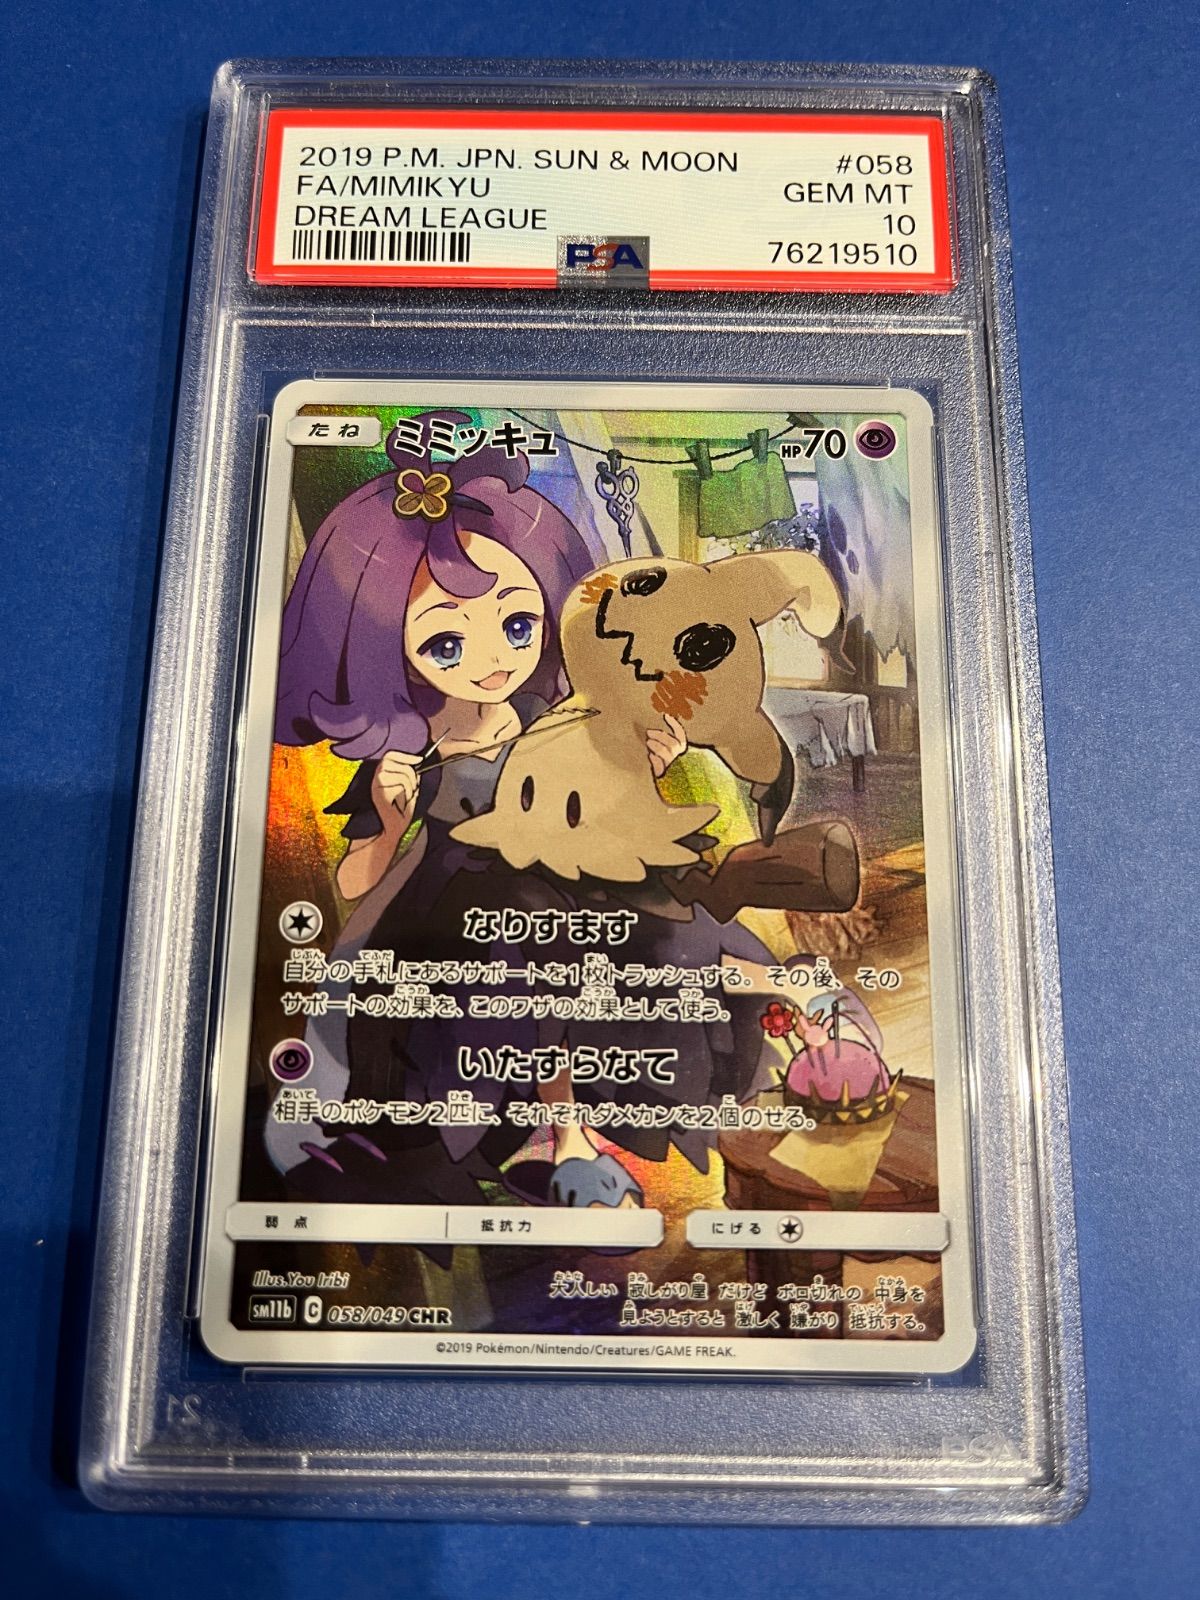 2019 P.M. JPN. SUN & MOON #058
FA/MIMIKYU GEM MT
DREAM LEAGUE 10
PSA 76219510
たね ミミッキュ HP70
なりすます
自分の手札にあるサポートを1枚トラッシュする。その後、その
サポートの効果を、このワザの効果として使う。
いたずらなて
相手のポケモン2匹に、それぞれダメカンを2個のせる。
弱点 抵抗力 にげる
Illus. You Iribi
大人しい 寂しがり屋 だけど ボロ切れの 中身を
見ようとすると 激しく 嫌がり 抵抗する。
sm11b C 058/049 CHR
©2019 Pokémon/Nintendo/Creatures/GAME FREAK.
PSA